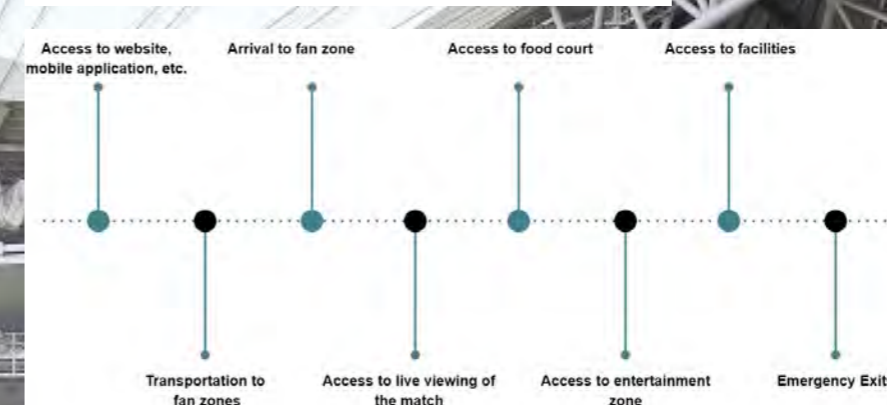 Access to website,
mobile application, etc.
Arrival to fan zone
Access to food court
Access to facilities
Transportation to
fan zones
Access to live viewing of
the match
Access to entertainment
zone
Emergency Exit